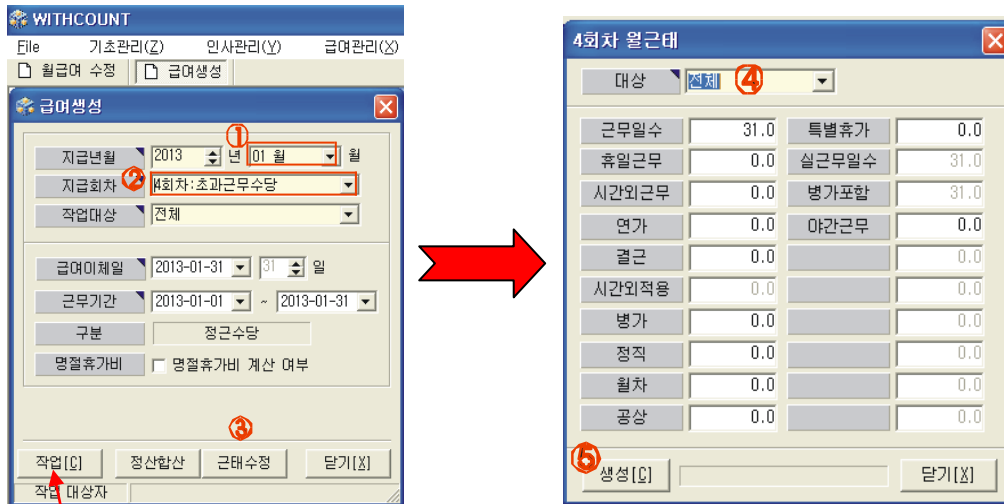 WITHCOUNT
File 기초관리(Z) 인사관리(Y) 급여관리(X)
월급여 수정 급여생성
급여생성
①
지급년월 2013 년 01 월 월
② 지급회차 4회차:초과근무수당
작업대상 전체
급여이체일 2013-01-31 31 일
근무기간 2013-01-01 ~ 2013-01-31
구분 정근수당
명절휴가비 명절휴가비 계산 여부
③
작업[C] 정산합산 근태수정 닫기[X]
작업 대상자
4회차 월근태
대상 전체 ④
근무일수 31.0 특별휴가 0.0
휴일근무 0.0 실근무일수 31.0
시간외근무 0.0 병가포함 31.0
연가 0.0 야간근무 0.0
결근 0.0 0.0
시간외적용 0.0 0.0
병가 0.0 0.0
정직 0.0 0.0
월차 0.0 0.0
공상 0.0 0.0
⑤ 생성[C] 닫기[X]